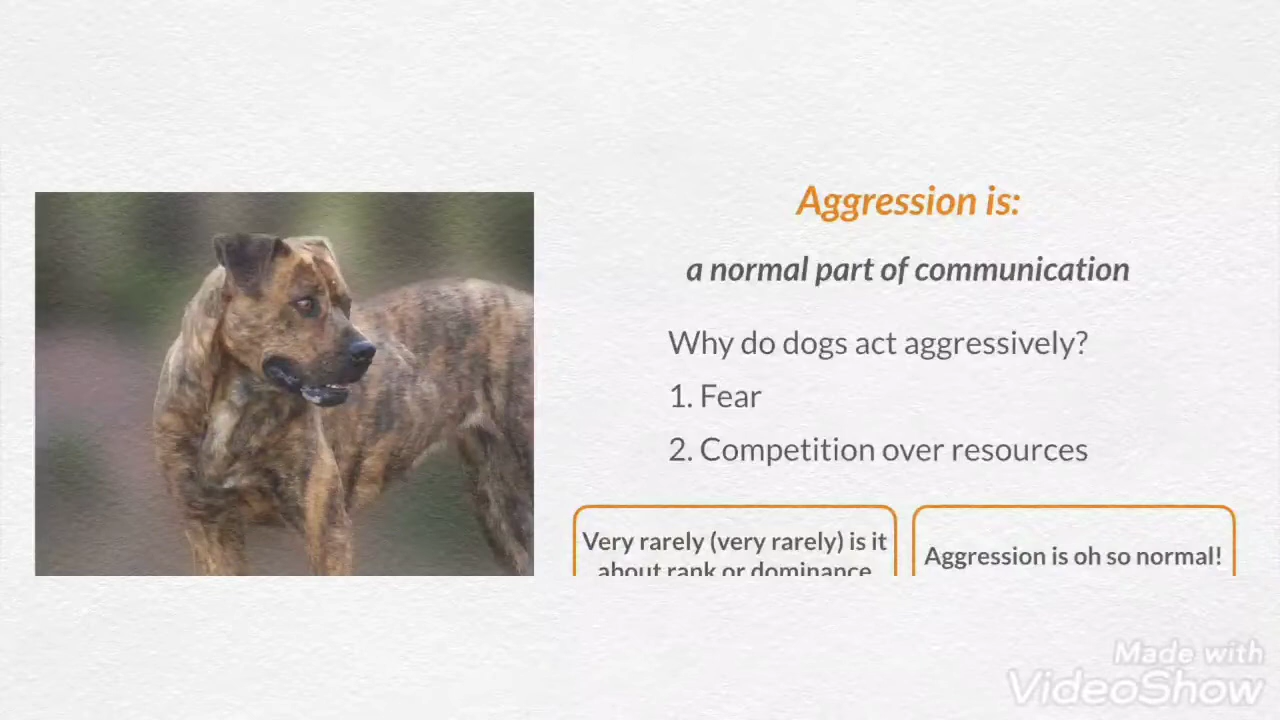 Aggression is:
a normal part of communication
Why do dogs act aggressively?
1. Fear
2. Competition over resources
Very rarely (very rarely) is it
about rank or dominance
Aggression is oh so normal!
Made with
VideoShow